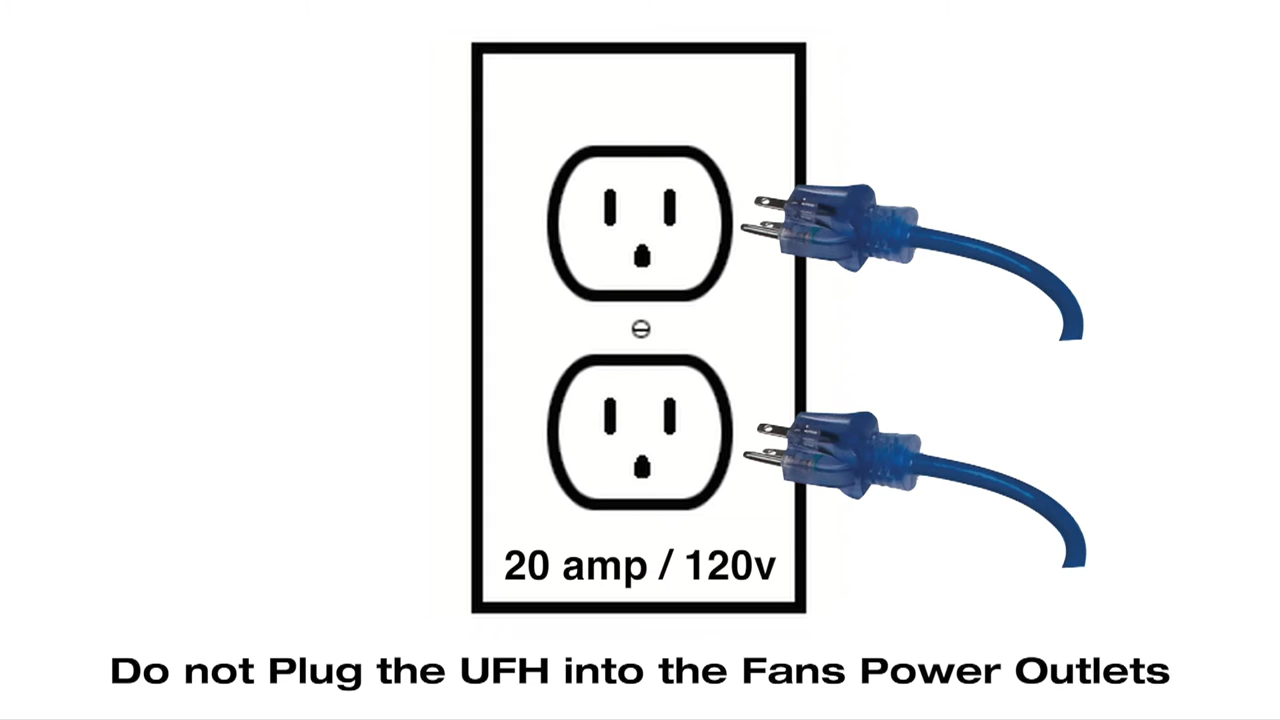 20 amp / 120v
Do not Plug the UFH into the Fans Power Outlets